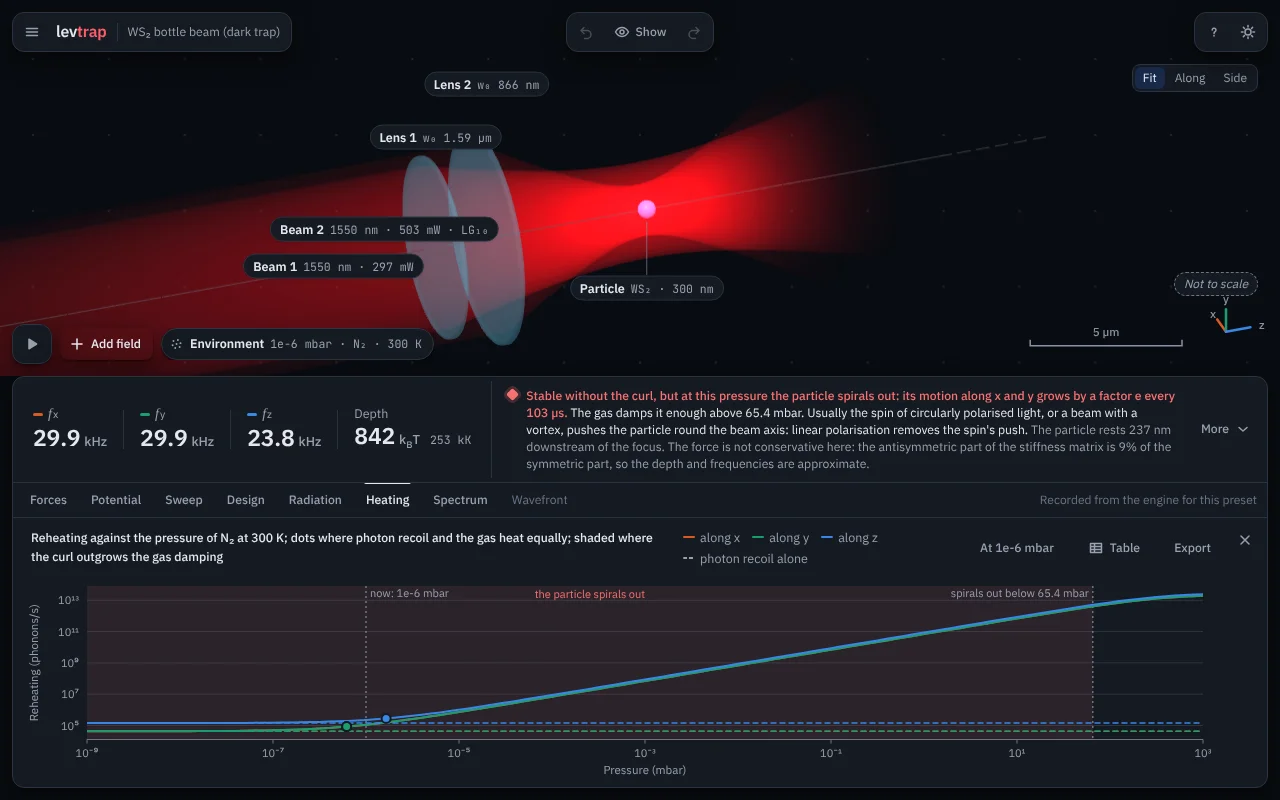 levtrap WS₂ bottle beam (dark trap)
Show
?
Fit Along Side
Lens 2 w₀ 866 nm
Lens 1 w₀ 1.59 µm
Beam 2 1550 nm · 503 mW · LG₁₀
Beam 1 1550 nm · 297 mW
Particle WS₂ · 300 nm
Not to scale
y
x
z
5 µm
Add field
Environment 1e-6 mbar · N₂ · 300 K
fx
29.9 kHz
fy
29.9 kHz
fz
23.8 kHz
Depth
842 k_BT 253 kK
Stable without the curl, but at this pressure the particle spirals out: its motion along x and y grows by a factor e every
103 µs. The gas damps it enough above 65.4 mbar. Usually the spin of circularly polarised light, or a beam with a
vortex, pushes the particle round the beam axis: linear polarisation removes the spin's push. The particle rests 237 nm
downstream of the focus. The force is not conservative here: the antisymmetric part of the stiffness matrix is 9% of the
symmetric part, so the depth and frequencies are approximate.
More
Forces Potential Sweep Design Radiation Heating Spectrum Wavefront
Recorded from the engine for this preset
Reheating against the pressure of N₂ at 300 K; dots where photon recoil and the gas heat equally; shaded where
the curl outgrows the gas damping
along x along y along z
photon recoil alone
At 1e-6 mbar
Table
Export
Reheating (phonons/s)
10¹³
10¹¹
10⁹
10⁷
10⁵
now: 1e-6 mbar
the particle spirals out
spirals out below 65.4 mbar
10⁻⁹ 10⁻⁷ 10⁻⁵ 10⁻³ 10⁻¹ 10¹ 10³
Pressure (mbar)